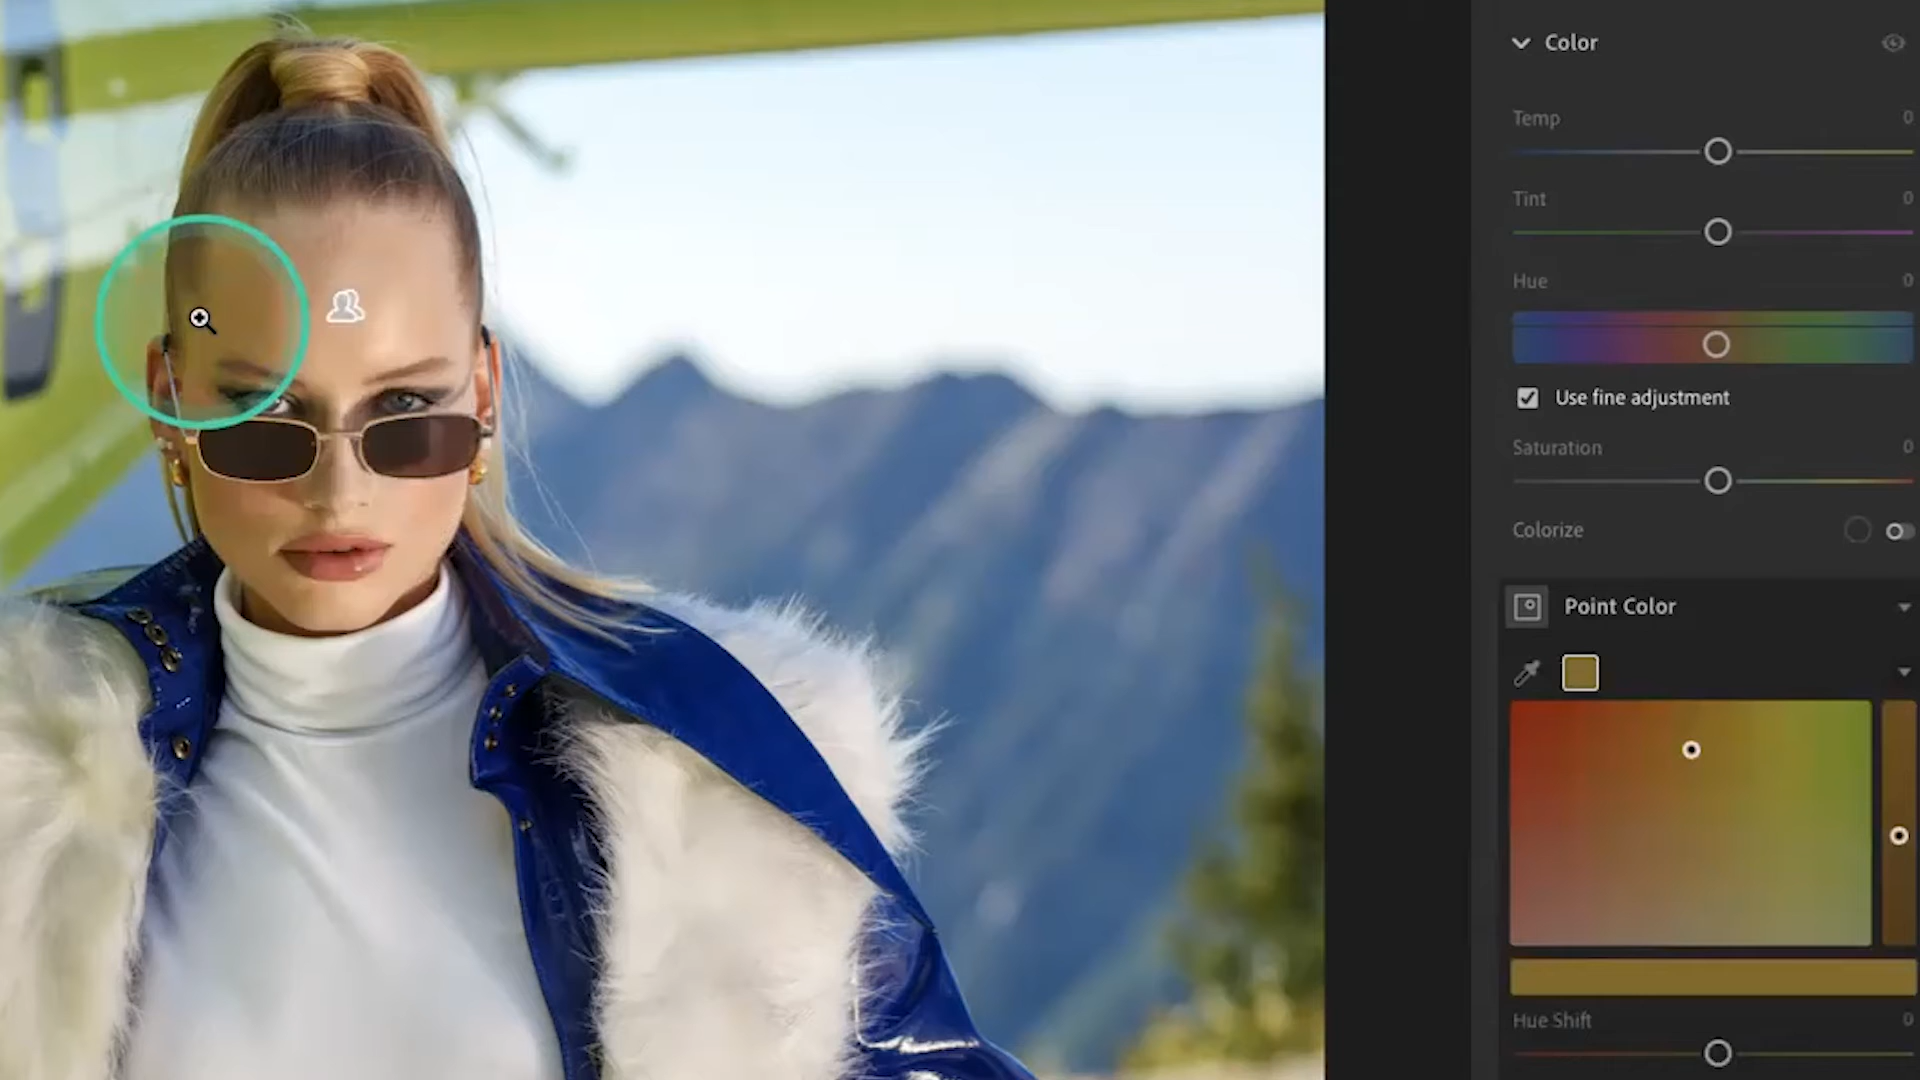 Color
Temp 0
Tint 0
Hue 0
Use fine adjustment
Saturation 0
Colorize
Point Color
Hue Shift 0